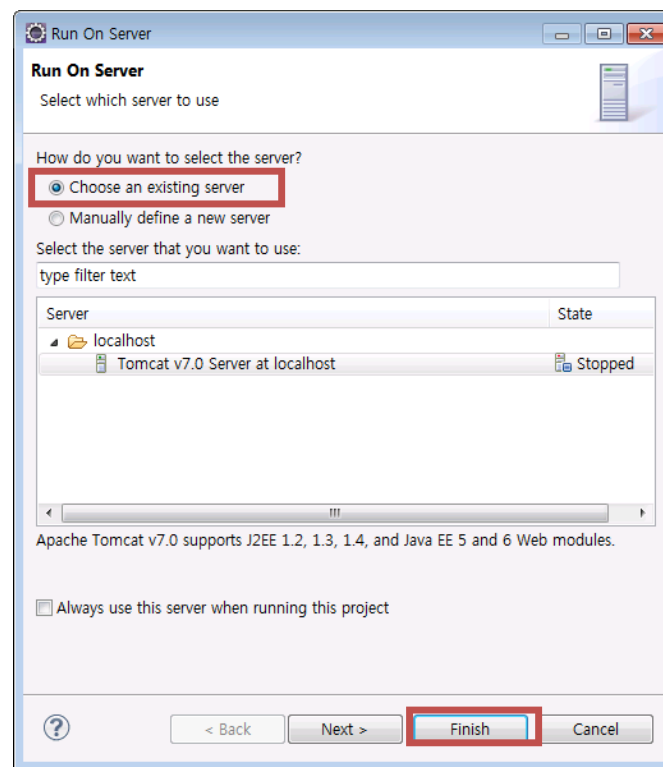 Run On Server
Run On Server
Select which server to use
How do you want to select the server?
Choose an existing server
Manually define a new server
Select the server that you want to use:
type filter text
Server State
localhost
Tomcat v7.0 Server at localhost Stopped
Apache Tomcat v7.0 supports J2EE 1.2, 1.3, 1.4, and Java EE 5 and 6 Web modules.
Always use this server when running this project
? < Back Next > Finish Cancel